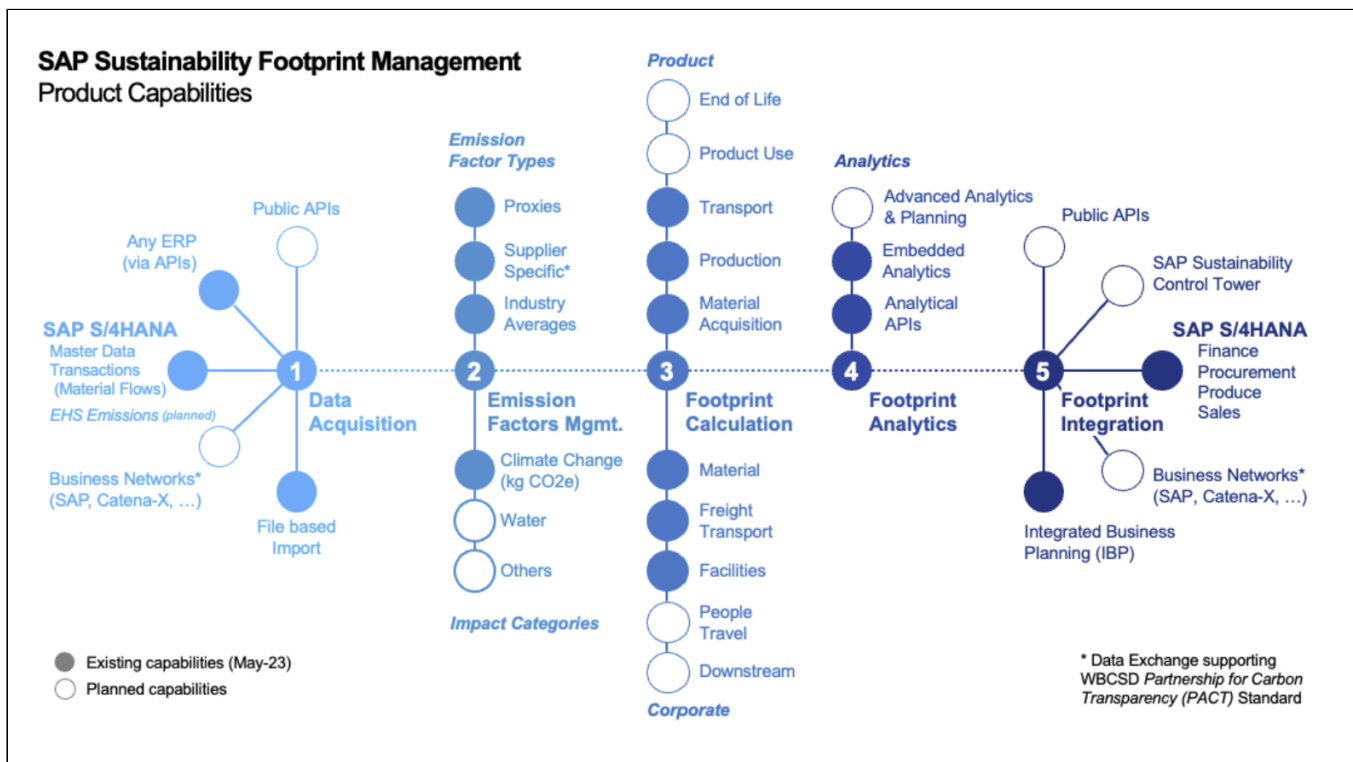 SAP Sustainability Footprint Management
Product Capabilities
Public APIs
Any ERP
(via APIs)
SAP S/4HANA
Master Data
Transactions
(Material Flows)
EHS Emissions (planned)
Business Networks*
(SAP, Catena-X, ...)
File based
Import
1
Data
Acquisition
Emission
Factor Types
Proxies
Supplier
Specific*
Industry
Averages
2
Emission
Factors Mgmt.
Climate Change
(kg CO2e)
Water
Others
Impact Categories
Product
End of Life
Product Use
Transport
Production
Material
Acquisition
3
Footprint
Calculation
Material
Freight
Transport
Facilities
People
Travel
Downstream
Corporate
Analytics
Advanced Analytics
& Planning
Embedded
Analytics
Analytical
APIs
4
Footprint
Analytics
Public APIs
SAP Sustainability
Control Tower
SAP S/4HANA
Finance
Procurement
Produce
Sales
5
Footprint
Integration
Business Networks*
(SAP, Catena-X, ...)
Integrated Business
Planning (IBP)
Existing capabilities (May-23)
Planned capabilities
* Data Exchange supporting
WBCSD Partnership for Carbon
Transparency (PACT) Standard